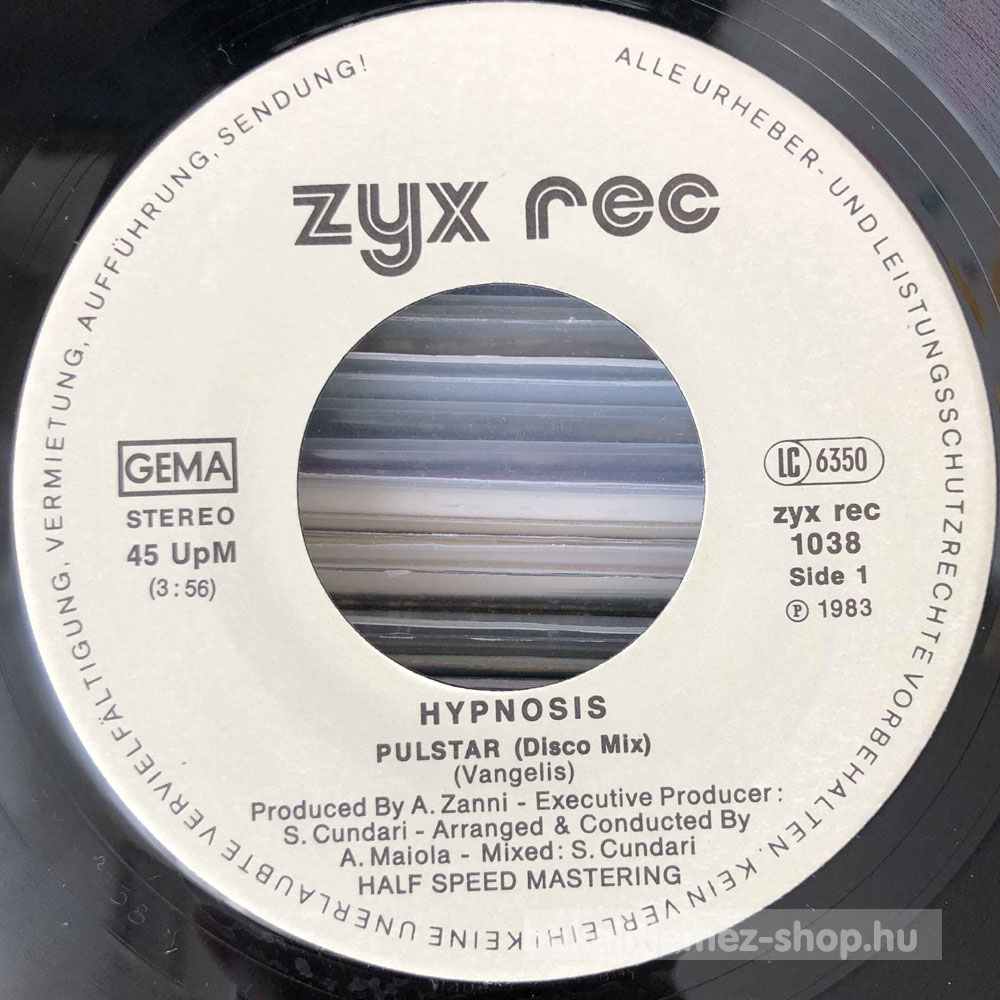 ALLE URHEBER- UND LEISTUNGSSCHUTZRECHTE VORBEHALTEN. KEIN VERLEIH! KEINE UNERLAUBTE VERVIELFÄLTIGUNG, VERMIETUNG, AUFFÜHRUNG, SENDUNG!
zyx rec
GEMA
STEREO
45 UpM
(3:56)
LC 6350
zyx rec
1038
Side 1
℗ 1983
HYPNOSIS
PULSTAR (Disco Mix)
(Vangelis)
Produced By A. Zanni - Executive Producer:
S. Cundari - Arranged & Conducted By
A. Maiola - Mixed: S. Cundari
HALF SPEED MASTERING